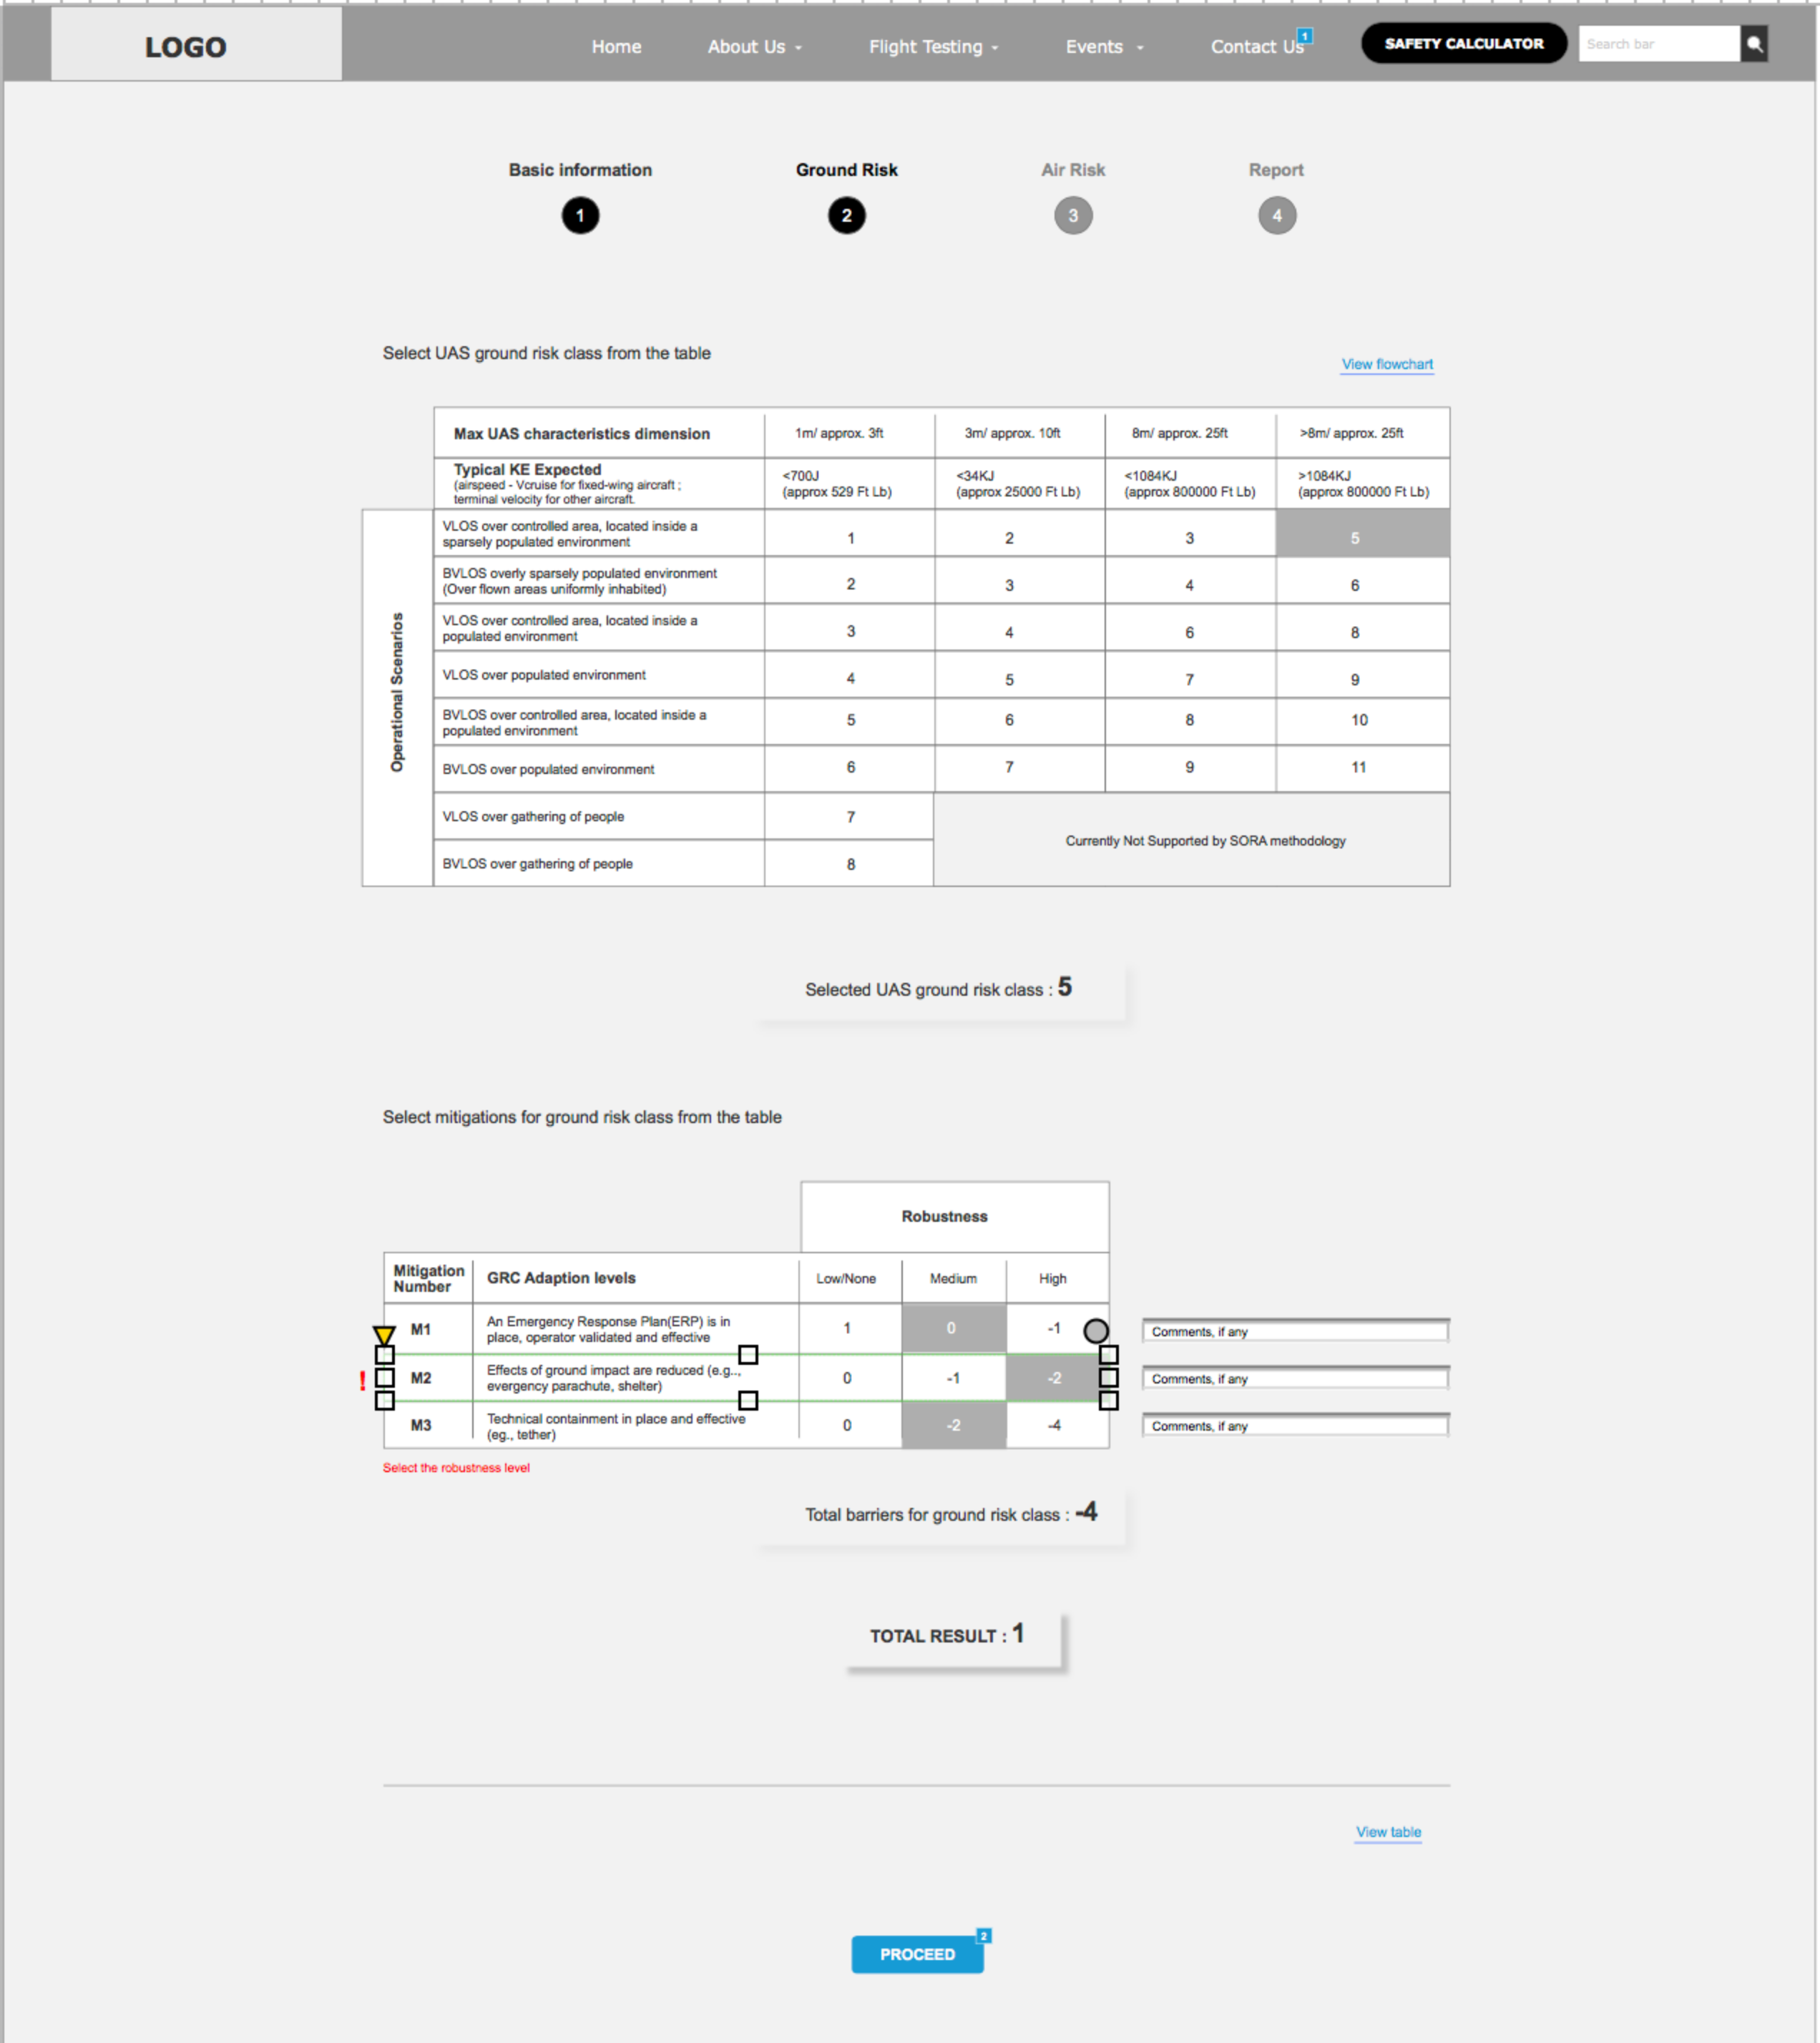 LOGO
Home
About Us
Flight Testing
Events
Contact Us
1
SAFETY CALCULATOR
Search bar
Basic information
Ground Risk
Air Risk
Report
1
2
3
4
Select UAS ground risk class from the table
View flowchart
Max UAS characteristics dimension
1m/ approx. 3ft
3m/ approx. 10ft
8m/ approx. 25ft
>8m/ approx. 25ft
Typical KE Expected
(airspeed - Vcruise for fixed-wing aircraft ;
terminal velocity for other aircraft.
<700J
(approx 529 Ft Lb)
<34KJ
(approx 25000 Ft Lb)
<1084KJ
(approx 800000 Ft Lb)
>1084KJ
(approx 800000 Ft Lb)
Operational Scenarios
VLOS over controlled area, located inside a
sparsely populated environment
1
2
3
5
BVLOS overly sparsely populated environment
(Over flown areas uniformly inhabited)
2
3
4
6
VLOS over controlled area, located inside a
populated environment
3
4
6
8
VLOS over populated environment
4
5
7
9
BVLOS over controlled area, located inside a
populated environment
5
6
8
10
BVLOS over populated environment
6
7
9
11
VLOS over gathering of people
7
Currently Not Supported by SORA methodology
BVLOS over gathering of people
8
Selected UAS ground risk class : 5
Select mitigations for ground risk class from the table
Robustness
Mitigation
Number
GRC Adaption levels
Low/None
Medium
High
M1
An Emergency Response Plan(ERP) is in
place, operator validated and effective
1
0
-1
Comments, if any
!
M2
Effects of ground impact are reduced (e.g..,
evergency parachute, shelter)
0
-1
-2
Comments, if any
M3
Technical containment in place and effective
(eg., tether)
0
-2
-4
Comments, if any
Select the robustness level
Total barriers for ground risk class : -4
TOTAL RESULT : 1
View table
PROCEED
2